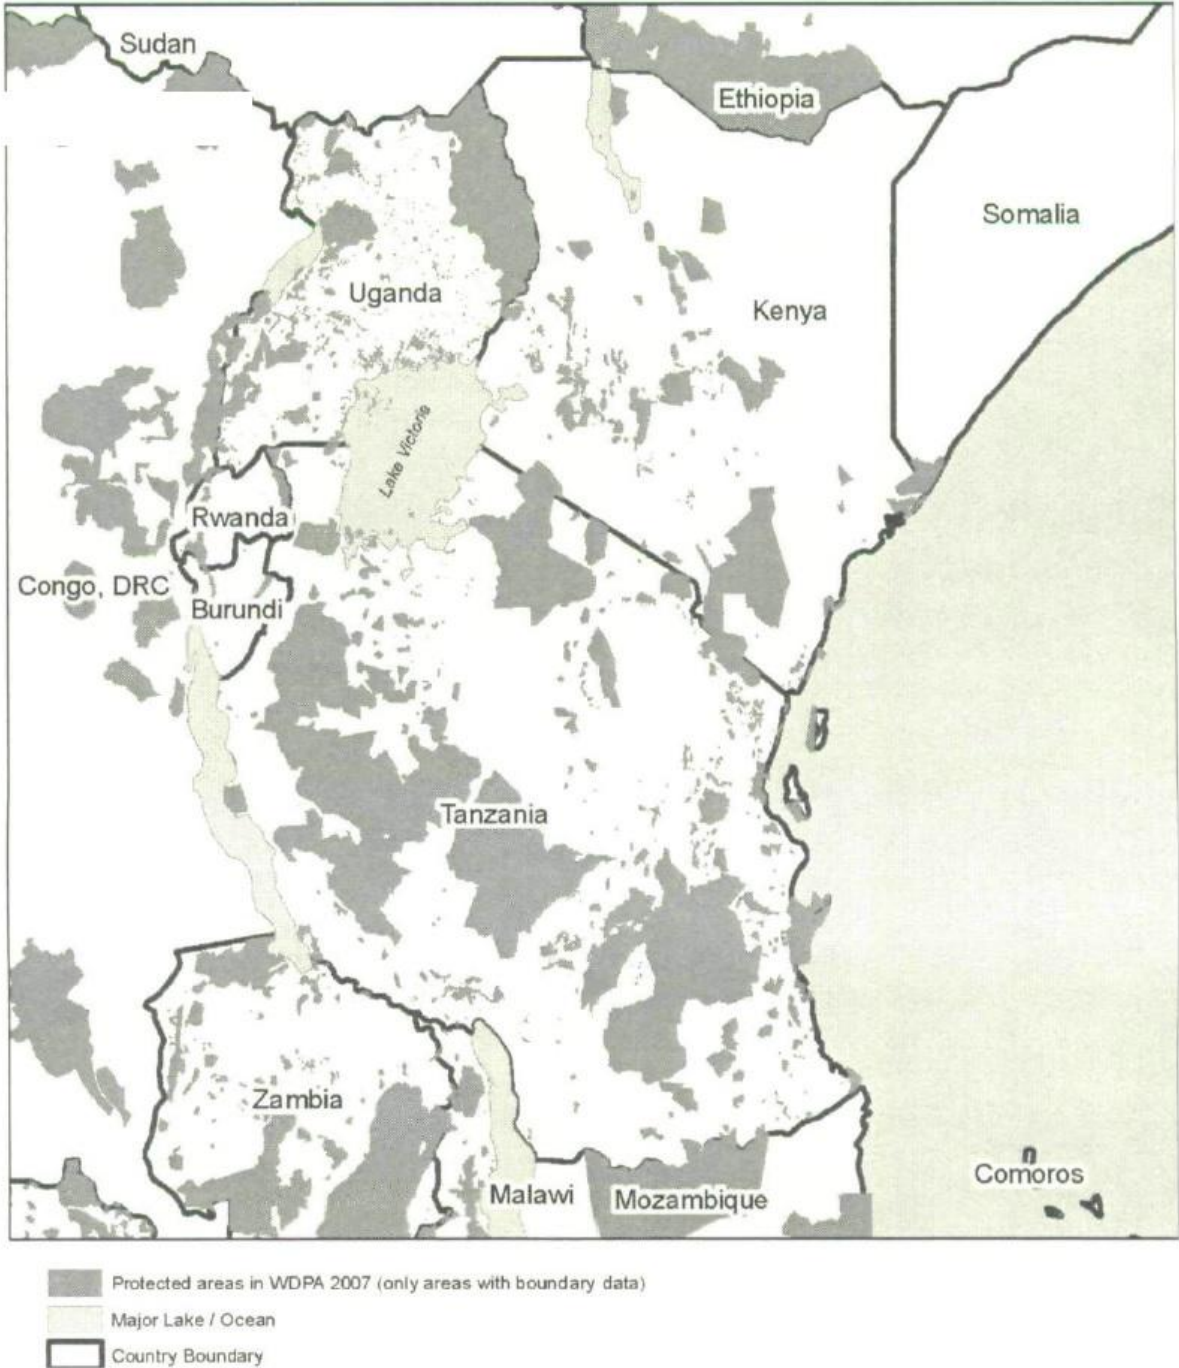 Sudan
Ethiopia
Somalia
Uganda
Kenya
Lake Victoria
Rwanda
Congo, DRC
Burundi
Tanzania
Zambia
Malawi
Mozambique
Comoros
Protected areas in WDPA 2007 (only areas with boundary data)
Major Lake / Ocean
Country Boundary